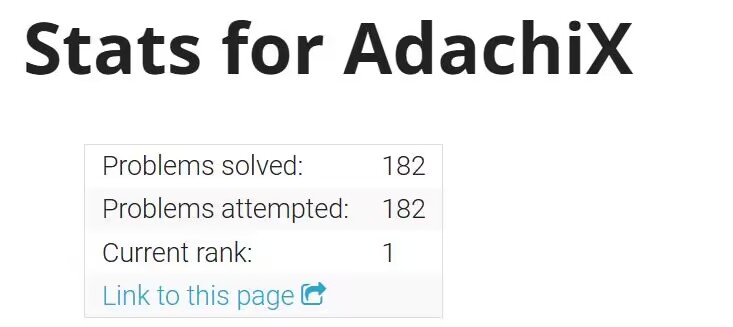 Stats for AdachiX
Problems solved: 182
Problems attempted: 182
Current rank: 1
Link to this page